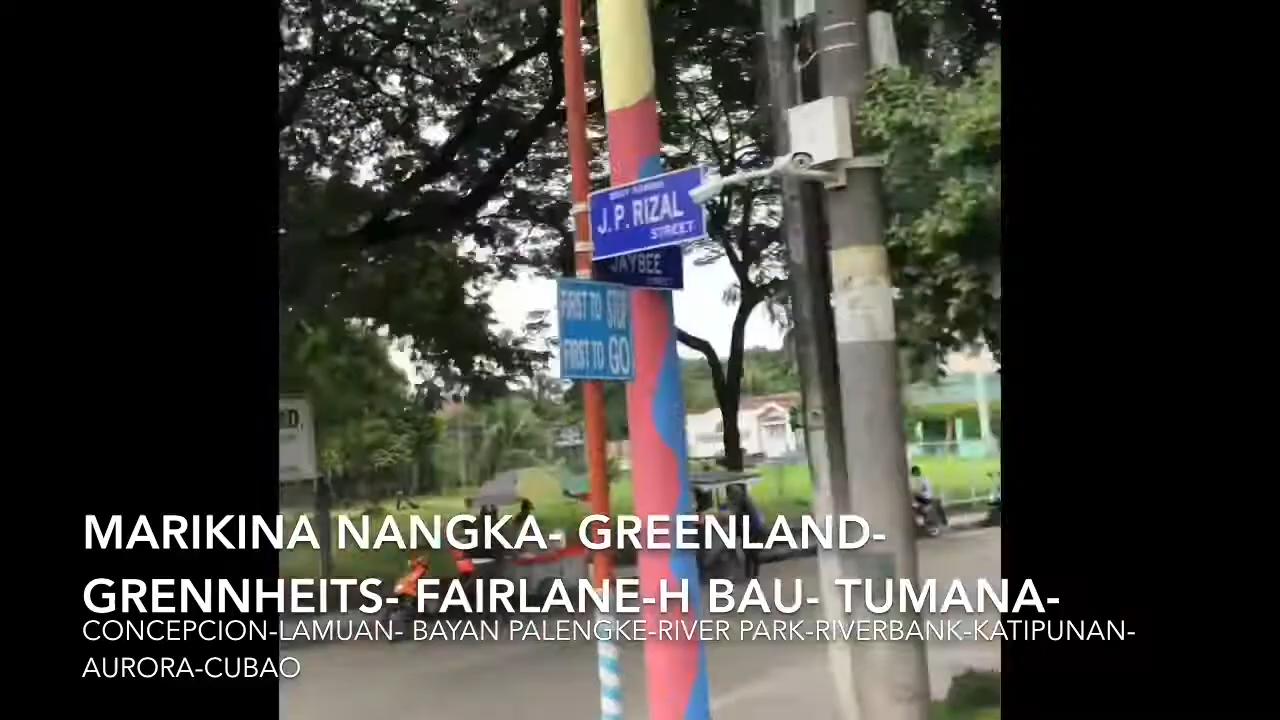 J. P. RIZAL
STREET
JAYBEE
FIRST TO STOP
FIRST TO GO
MARIKINA NANGKA- GREENLAND-
GRENNHEITS- FAIRLANE-H BAU- TUMANA-
CONCEPCION-LAMUAN- BAYAN PALENGKE-RIVER PARK-RIVERBANK-KATIPUNAN-
AURORA-CUBAO